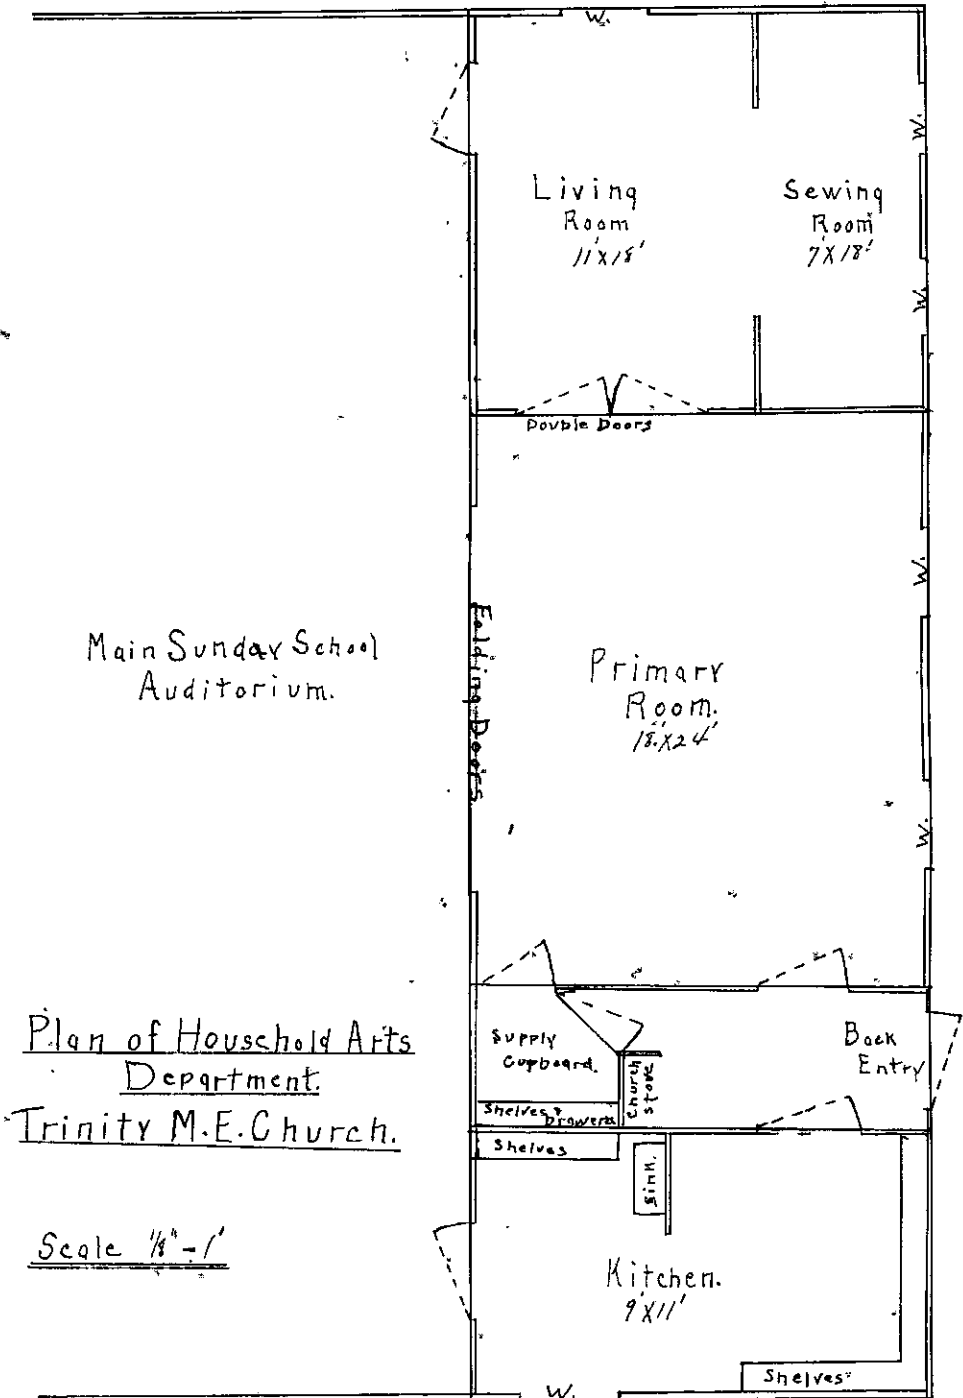 W.
W.
Living
Room
11'X18'
Sewing
Room
7'X18'
W.
Double Doors
W.
Main Sunday School
Auditorium.
Folding Doors
Primary
Room.
18'X24'
W.
Plan of Household Arts
Department.
Trinity M.E. Church.
Supply
Cupboard.
Church
stove
Back
Entry
Shelves &
Drawers
Shelves
Sink.
Scale 1/8" - 1'
Kitchen.
9'X11'
Shelves
W.